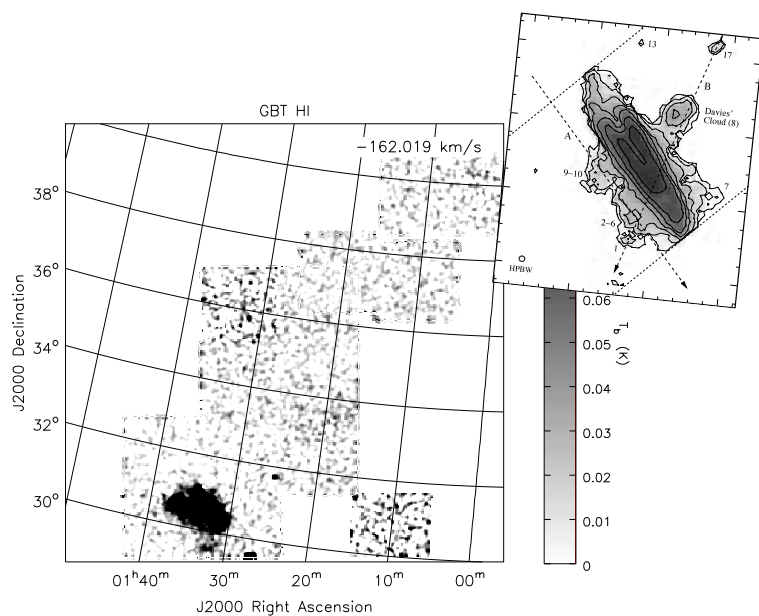 GBT HI
−162.019 km/s
38°
36°
34°
32°
30°
J2000 Declination
01ʰ40ᵐ
30ᵐ
20ᵐ
10ᵐ
00ᵐ
J2000 Right Ascension
13
17
B
Davies'
Cloud (8)
A
9−10
7
2−6
1
HPBW
0.06
0.05
0.04
0.03
0.02
0.01
0
T_b (K)